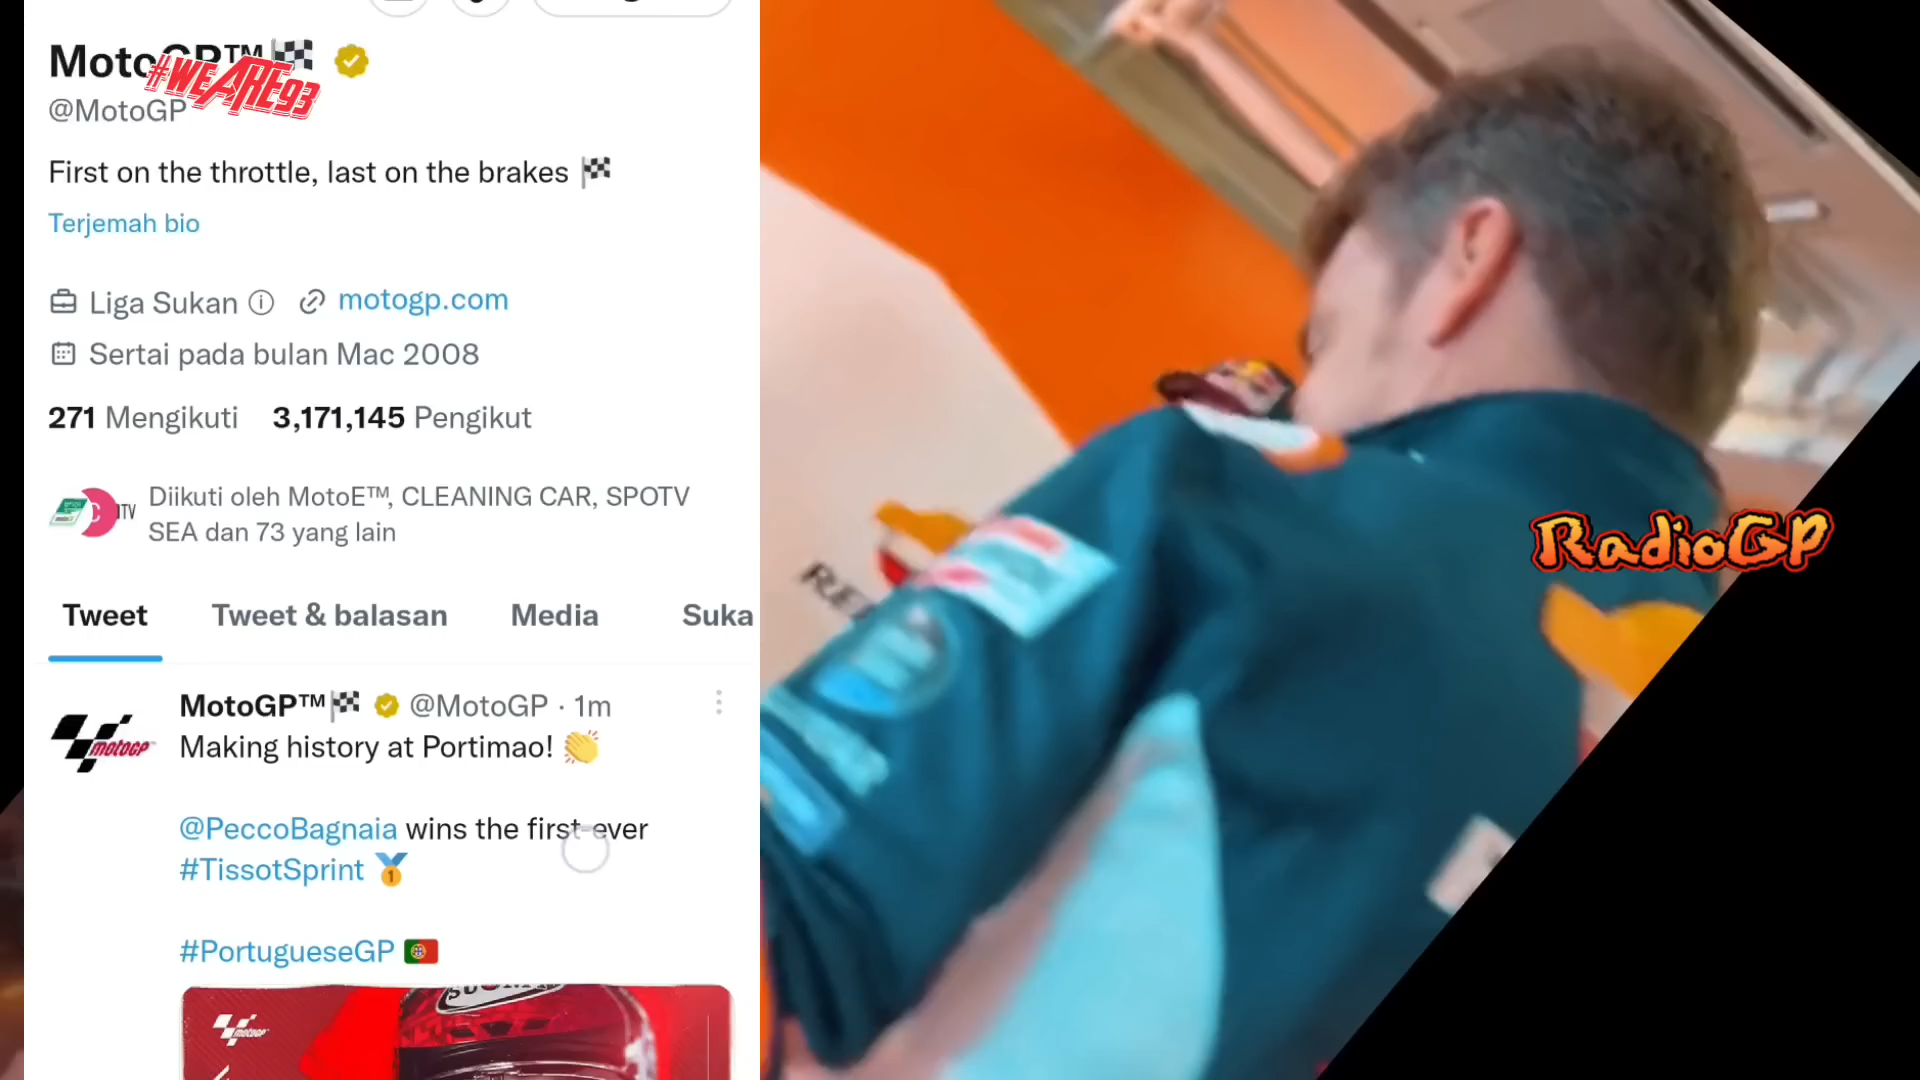 MotoGP™
#WEARE93
@MotoGP
First on the throttle, last on the brakes
Terjemah bio
Liga Sukan motogp.com
Sertai pada bulan Mac 2008
271 Mengikuti 3,171,145 Pengikut
Diikuti oleh MotoE™, CLEANING CAR, SPOTV
SEA dan 73 yang lain
Tweet Tweet & balasan Media Suka
MotoGP™ @MotoGP · 1m
Making history at Portimao!
@PeccoBagnaia wins the first-ever
#TissotSprint
#PortugueseGP
motoGP
RadioGP